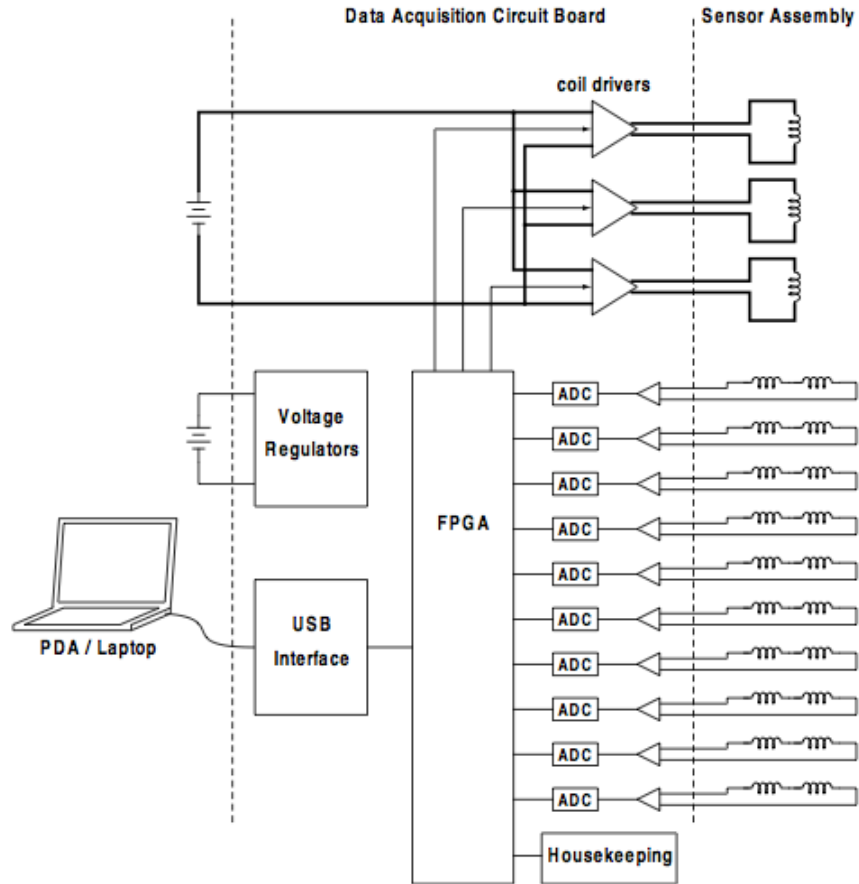 Data Acquisition Circuit Board
Sensor Assembly
coil drivers
Voltage
Regulators
FPGA
ADC
ADC
ADC
ADC
ADC
ADC
ADC
ADC
ADC
ADC
PDA / Laptop
USB
Interface
Housekeeping